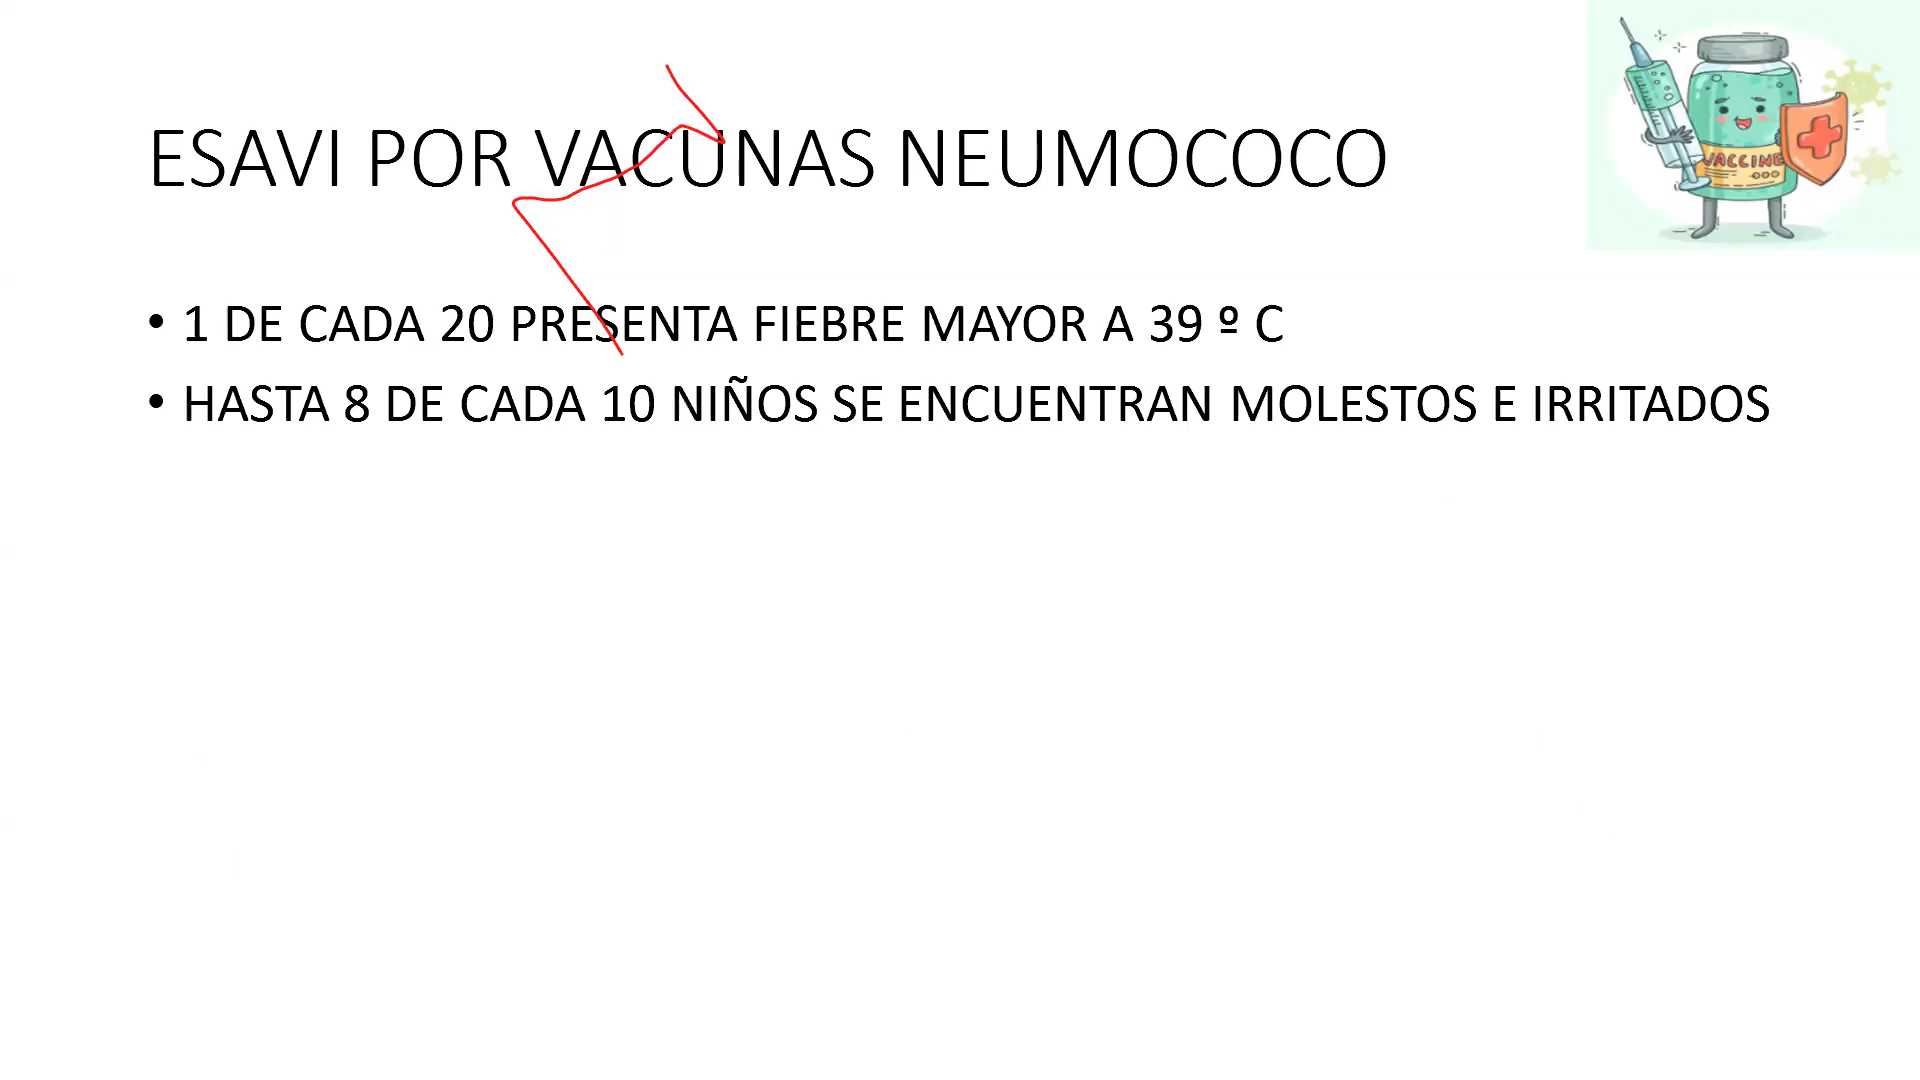 ESAVI POR VACUNAS NEUMOCOCO
VACCINE
• 1 DE CADA 20 PRESENTA FIEBRE MAYOR A 39 º C
• HASTA 8 DE CADA 10 NIÑOS SE ENCUENTRAN MOLESTOS E IRRITADOS